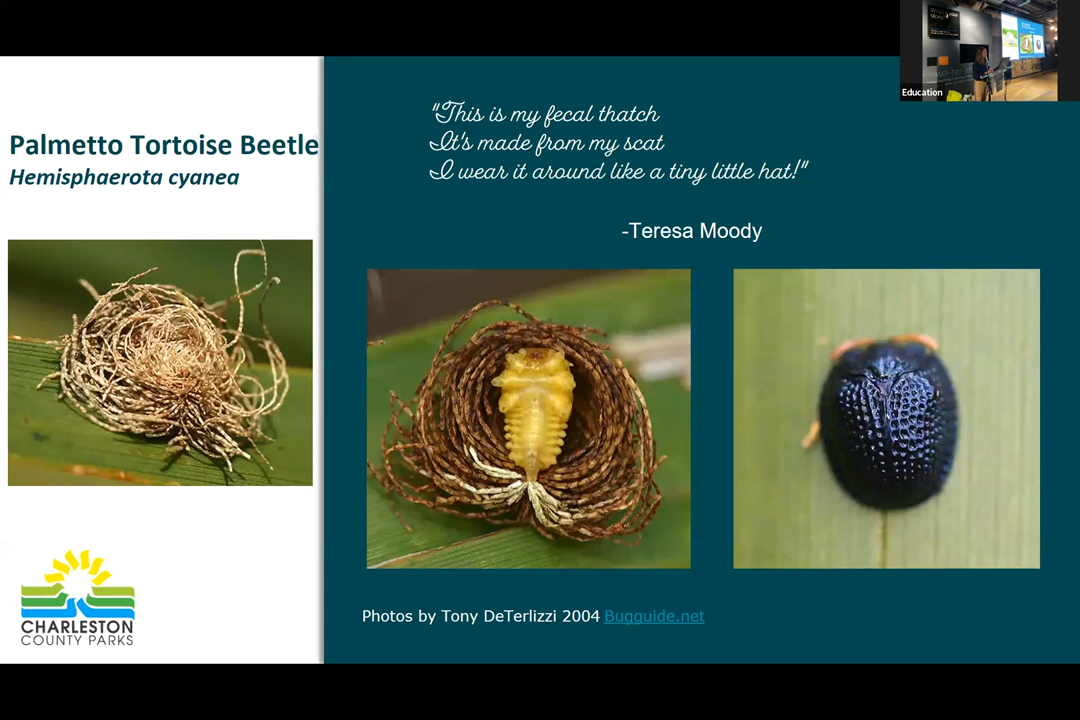 Palmetto Tortoise Beetle
Hemisphaerota cyanea
"This is my fecal thatch
It's made from my scat
I wear it around like a tiny little hat!"
-Teresa Moody
Photos by Tony DeTerlizzi 2004 Bugguide.net
CHARLESTON
COUNTY PARKS
Education